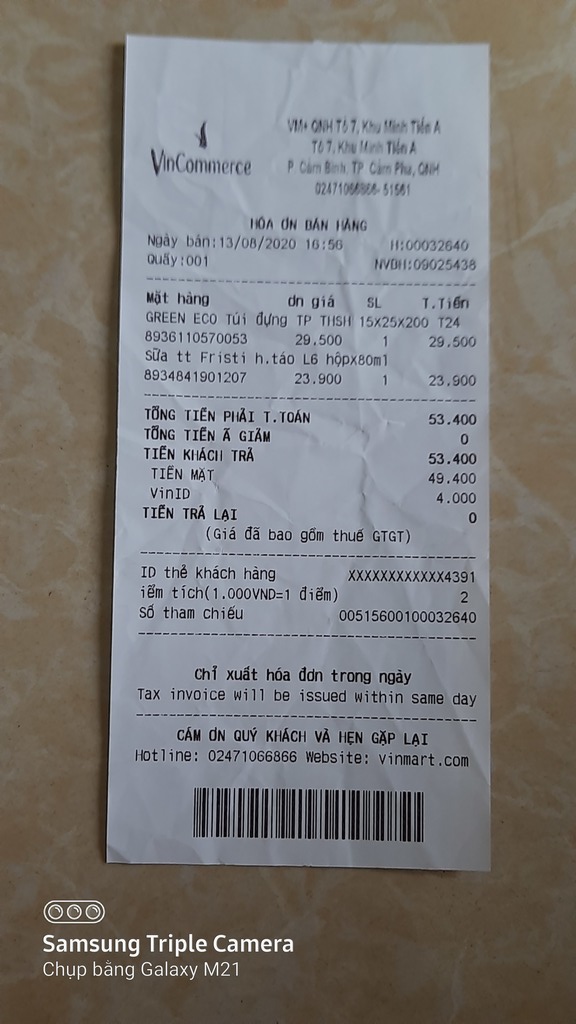 VinCommerce
VM+ QNH Tổ 7, Khu Minh Tiến A
Tổ 7, Khu Minh Tiến A
P. Cẩm Bình, TP. Cẩm Phả, QNH
02471066866-51561
HÓA ƠN BÁN HÀNG
Ngày bán:13/08/2020 16:56 H:00032640
Quầy:001 NVBH:09025438
Mặt hàng ơn giá SL T.Tiền
GREEN ECO Túi đựng TP THSH 15X25X200 T24
8936110570053 29.500 1 29.500
Sữa tt Fristi h.táo L6 hộpx80ml
8934841901207 23.900 1 23.900
TỔNG TIỀN PHẢI T.TOÁN 53.400
TỔNG TIỀN Ã GIẢM 0
TIỀN KHÁCH TRẢ 53.400
TIỀN MẶT 49.400
VinID 4.000
TIỀN TRẢ LẠI 0
(Giá đã bao gồm thuế GTGT)
ID thẻ khách hàng XXXXXXXXXXXX4391
iểm tích(1.000VND=1 điểm) 2
Số tham chiếu 00515600100032640
Chỉ xuất hóa đơn trong ngày
Tax invoice will be issued within same day
CẢM ƠN QUÝ KHÁCH VÀ HẸN GẶP LẠI
Hotline: 02471066866 Website: vinmart.com
Samsung Triple Camera
Chụp bằng Galaxy M21